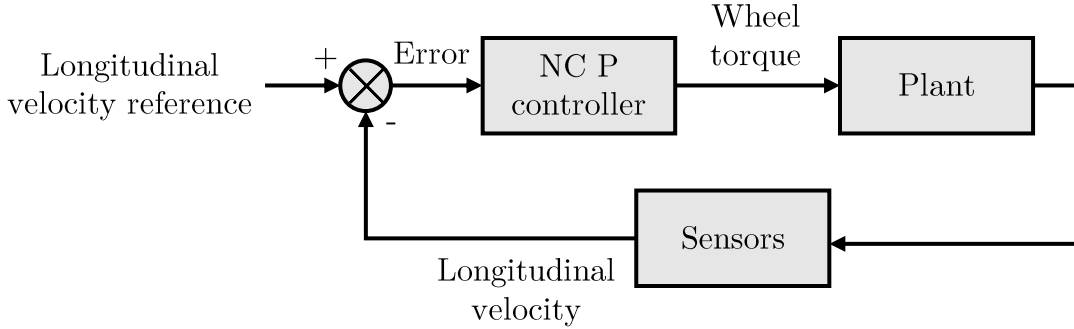 Longitudinal
velocity reference
+
-
Error
NC P
controller
Wheel
torque
Plant
Sensors
Longitudinal
velocity